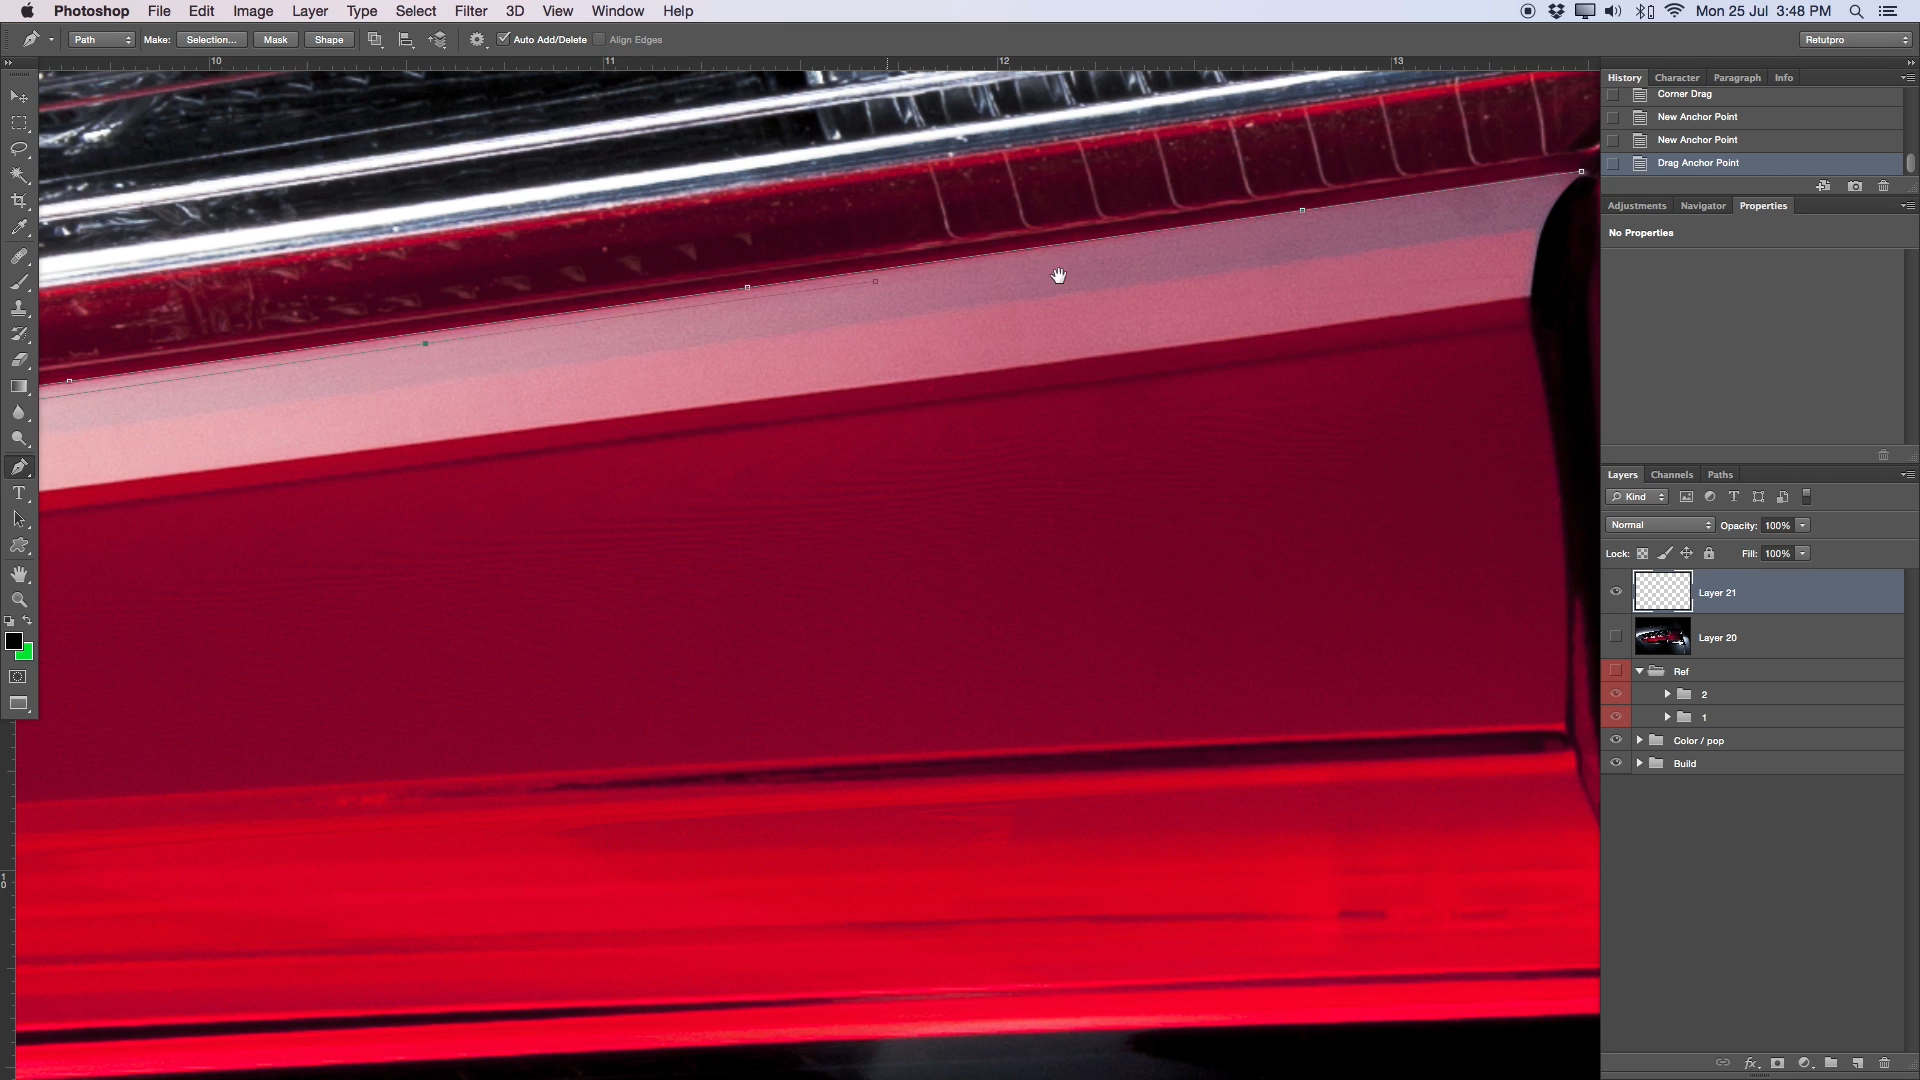 Photoshop File Edit Image Layer Type Select Filter 3D View Window Help Mon 25 Jul 3:48 PM
Path Make: Selection... Mask Shape Auto Add/Delete Align Edges Retutpro
10 11 12 13
History Character Paragraph Info
Corner Drag
New Anchor Point
New Anchor Point
Drag Anchor Point
Adjustments Navigator Properties
No Properties
Layers Channels Paths
Kind
Normal Opacity: 100%
Lock: Fill: 100%
Layer 21
Layer 20
Ref
2
1
Color / pop
Build
T
T
fx
1
0